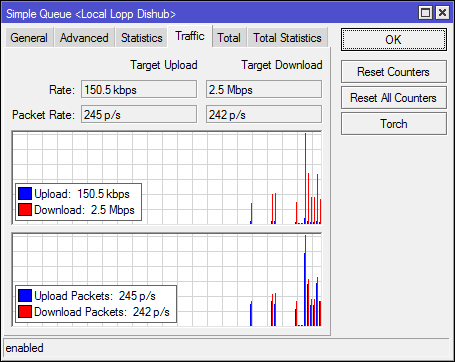 Simple Queue <Local Lopp Dishub>
General Advanced Statistics Traffic Total Total Statistics
OK
Reset Counters
Reset All Counters
Torch
Target Upload Target Download
Rate: 150.5 kbps 2.5 Mbps
Packet Rate: 245 p/s 242 p/s
Upload: 150.5 kbps
Download: 2.5 Mbps
Upload Packets: 245 p/s
Download Packets: 242 p/s
enabled